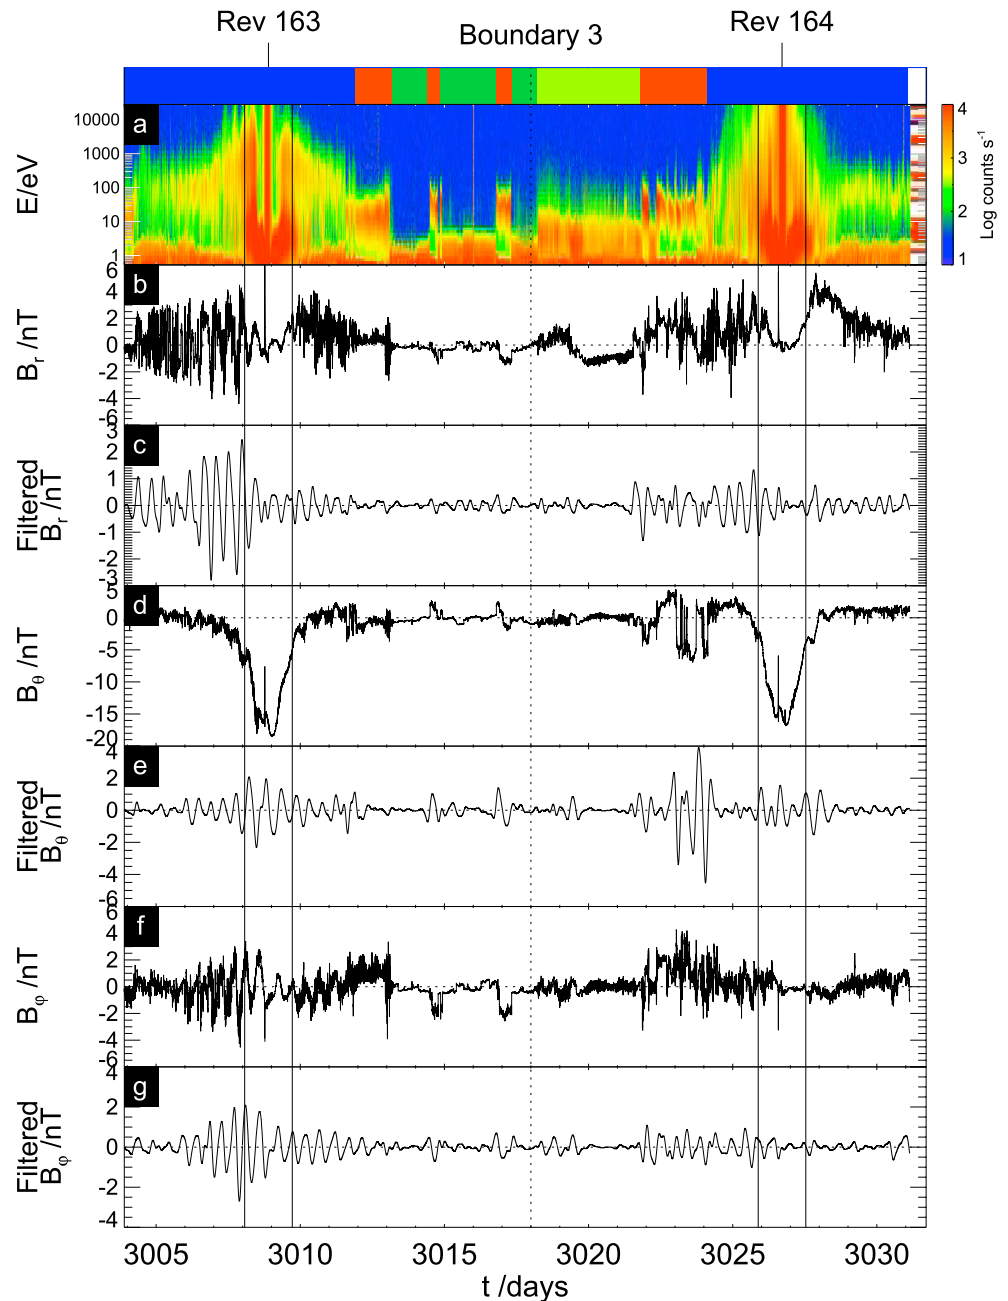 Rev 163
Boundary 3
Rev 164
a
E/eV
10000
1000
100
10
1
4
3
2
1
Log counts s⁻¹
b
Bᵣ /nT
6
4
2
0
-2
-4
-6
c
Filtered
Bᵣ /nT
3
2
1
0
-1
-2
-3
d
B_θ /nT
5
0
-5
-10
-15
-20
e
Filtered
B_θ /nT
4
2
0
-2
-4
-6
f
B_φ /nT
6
4
2
0
-2
-4
-6
g
Filtered
B_φ /nT
4
2
0
-2
-4
3005 3010 3015 3020 3025 3030
t /days